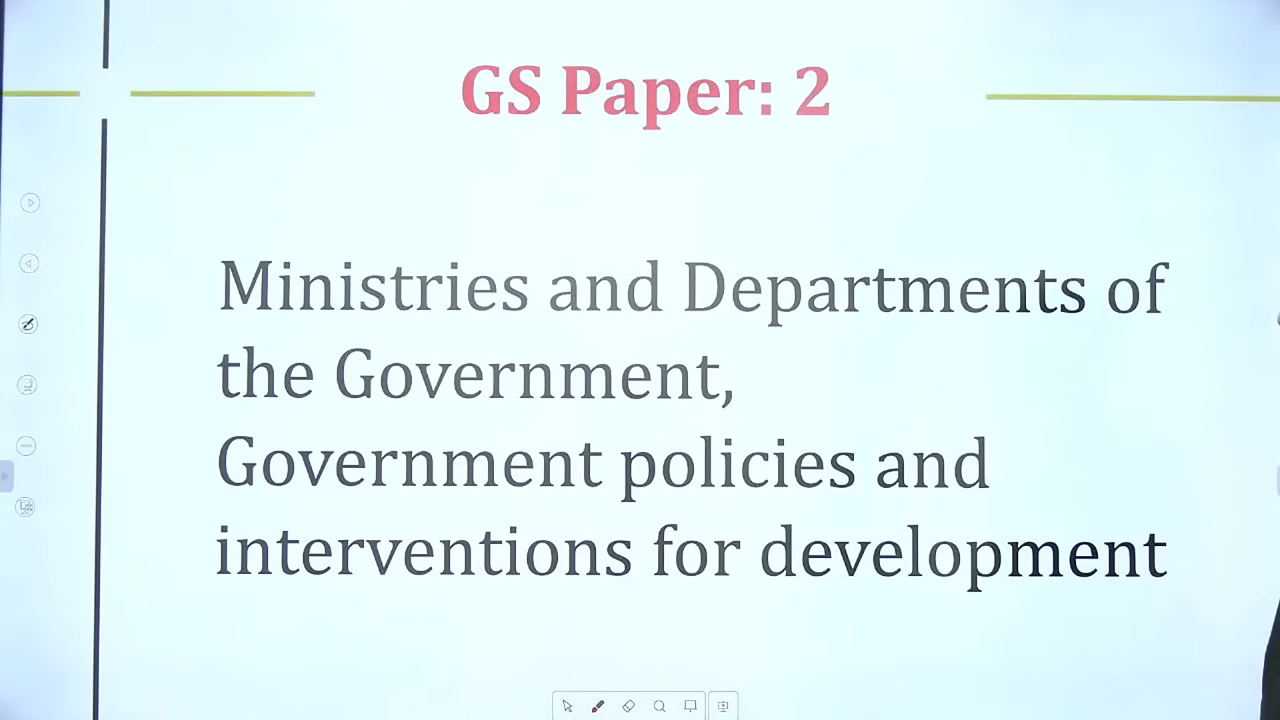 GS Paper: 2
Ministries and Departments of
the Government,
Government policies and
interventions for development